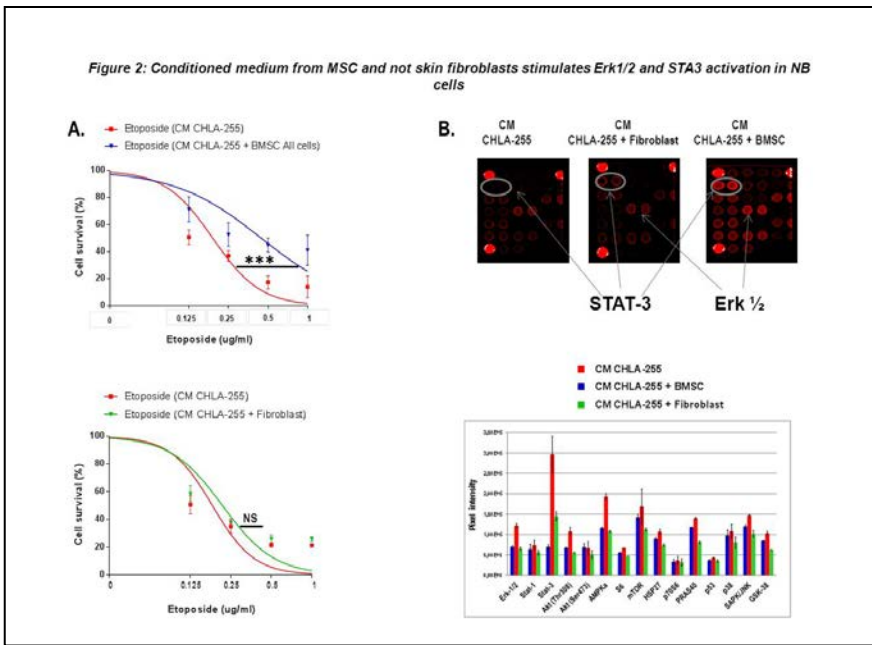 Figure 2: Conditioned medium from MSC and not skin fibroblasts stimulates Erk1/2 and STA3 activation in NB
cells
A.
Etoposide (CM CHLA-255)
Etoposide (CM CHLA-255 + BMSC All cells)
Cell survival (%)
100
80
60
40
20
0
***
0
0.125
0.25
0.5
1
Etoposide (ug/ml)
Etoposide (CM CHLA-255)
Etoposide (CM CHLA-255 + Fibroblast)
Cell survival (%)
100
80
60
40
20
0
NS
0
0.125
0.25
0.5
1
Etoposide (ug/ml)
B.
CM
CHLA-255
CM
CHLA-255 + Fibroblast
CM
CHLA-255 + BMSC
STAT-3
Erk ½
CM CHLA-255
CM CHLA-255 + BMSC
CM CHLA-255 + Fibroblast
Pixel intensity
Erk-1/2
Stat-1
Stat-3
Akt (Thr308)
Akt (Ser473)
AMPKa
S6
mTOR
HSP27
p70S6
PRAS40
p53
p38
SAPK/JNK
GSK-3B